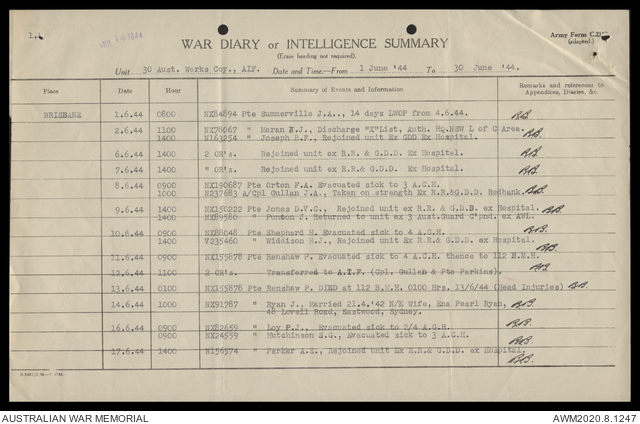 WAR DIARY or INTELLIGENCE SUMMARY
Army Form C.
(adapted.)
(Erase heading not required).
Unit 30 Aust. Works Coy., AIF. Date and Time—From 1 June '44 To 30 June '44.
Place Date Hour Summary of Events and Information Remarks and references to Appendices, Diaries, &c.
BRISBANE 1.6.44 0800 NX84894 Pte Summerville J.A.., 14 days LWOP from 4.6.44.
2.6.44 1100 NX78067 " Moran N.J., Discharge "X"List, Auth. HQ.NSW L of C Area.
1400 N163254 " Joseph B.F., Rejoined unit Ex GDD Ex Hospital.
6.6.44 1400 2 OR's. Rejoined unit ex R.R. & G.D.D. Ex Hospital.
7.6.44 1400 " OR's. Rejoined unit ex R.R.& G.D.D. Ex Hospital.
8.6.44 0900 NX190687 Pte Orton F.A. Evacuated sick to 3 A.C.H.
1000 N237683 A/Cpl Gullan J.A., Taken on strength Ex R.R.&G.D.D. Redbank.
9.6.44 1400 NX150222 Pte Jones D.V.C., Rejoined unit ex R.R. & G.D.D. ex Hospital.
1400 NX89580 " Punton J. Returned to unit ex 3 Aust.Guard C'pnd. ex AWL.
10.6.44 0900 NX88048 Pte Shephard H. Evacuated sick to 4 A.C.H.
1400 V235460 " Widdison H.J., Rejoined unit Ex R.R.& G.D.D. ex Hospital.
11.6.44 0900 NX155878 Pte Renshaw P. Evacuated sick to 4 A.C.H. thence to 112 B.M.H.
12.6.44 1100 2 OR's. Transferred to A.I.F. (Cpl. Gullan & Pte Parkins).
13.6.44 0100 NX155878 Pte Renshaw P. DIED at 112 B.M.H. 0100 Hrs. 13/6/44 (Head Injuries)
14.6.44 1000 NX91787 " Ryan J., Married 21.4.'42 N/K Wife, Ena Pearl Ryan,
48 Lovell Road, Eastwood, Sydney.
16.6.44 0900 NX82659 " Loy P.J., Evacuated sick to 2/4 A.C.H.
0900 NX24559 " Hutchinson S.G., Evacuated sick to 3 A.C.H.
17.6.44 1400 N156574 " Parker A.E., Rejoined unit Ex R.R.& G.D.D. ex Hospital.
AUSTRALIAN WAR MEMORIAL AWM2020.8.1247